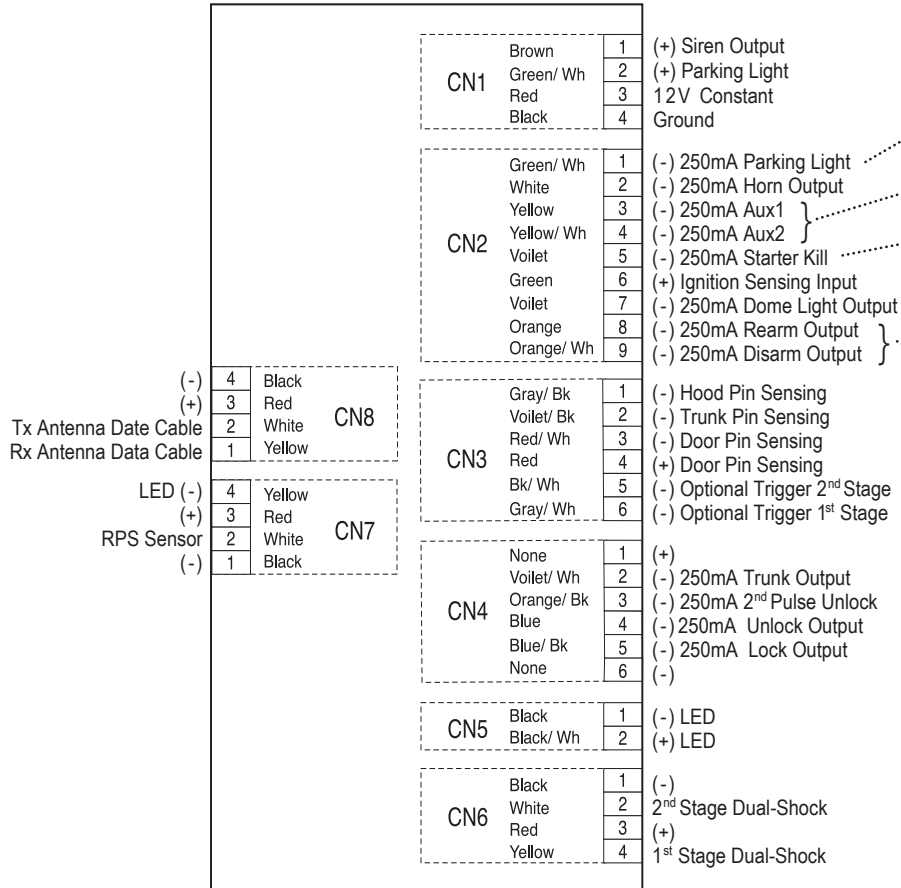 CN1
Brown 1 (+) Siren Output
Green/ Wh 2 (+) Parking Light
Red 3 12V Constant
Black 4 Ground
CN2
Green/ Wh 1 (-) 250mA Parking Light
White 2 (-) 250mA Horn Output
Yellow 3 (-) 250mA Aux1
Yellow/ Wh 4 (-) 250mA Aux2
Voilet 5 (-) 250mA Starter Kill
Green 6 (+) Ignition Sensing Input
Voilet 7 (-) 250mA Dome Light Output
Orange 8 (-) 250mA Rearm Output
Orange/ Wh 9 (-) 250mA Disarm Output
CN8
(-) 4 Black
(+) 3 Red
Tx Antenna Date Cable 2 White
Rx Antenna Data Cable 1 Yellow
CN7
LED (-) 4 Yellow
(+) 3 Red
RPS Sensor 2 White
(-) 1 Black
CN3
Gray/ Bk 1 (-) Hood Pin Sensing
Voilet/ Bk 2 (-) Trunk Pin Sensing
Red/ Wh 3 (-) Door Pin Sensing
Red 4 (+) Door Pin Sensing
Bk/ Wh 5 (-) Optional Trigger 2nd Stage
Gray/ Wh 6 (-) Optional Trigger 1st Stage
CN4
None 1 (+)
Voilet/ Wh 2 (-) 250mA Trunk Output
Orange/ Bk 3 (-) 250mA 2nd Pulse Unlock
Blue 4 (-) 250mA Unlock Output
Blue/ Bk 5 (-) 250mA Lock Output
None 6 (-)
CN5
Black 1 (-) LED
Black/ Wh 2 (+) LED
CN6
Black 1 (-)
White 2 2nd Stage Dual-Shock
Red 3 (+)
Yellow 4 1st Stage Dual-Shock